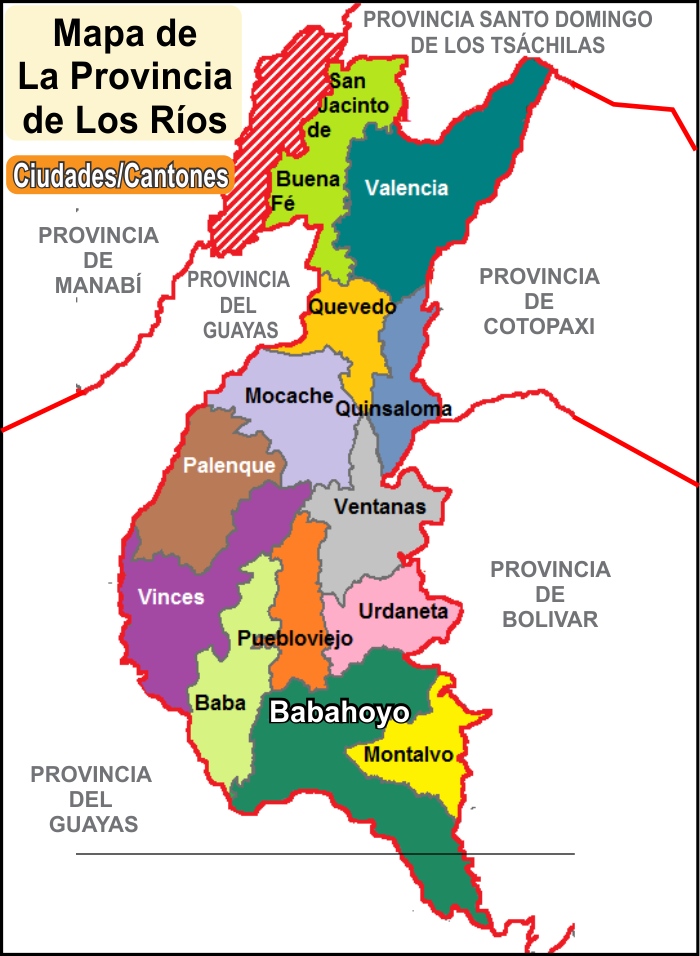 Mapa de
La Provincia
de Los Ríos
Ciudades/Cantones
PROVINCIA SANTO DOMINGO
DE LOS TSÁCHILAS
San
Jacinto
de
Buena
Fé
Valencia
PROVINCIA
DE
MANABÍ
PROVINCIA
DEL
GUAYAS
PROVINCIA
DE
COTOPAXI
Quevedo
Mocache
Quinsaloma
Palenque
Ventanas
PROVINCIA
DE
BOLIVAR
Vinces
Urdaneta
Puebloviejo
Baba
Babahoyo
Montalvo
PROVINCIA
DEL
GUAYAS